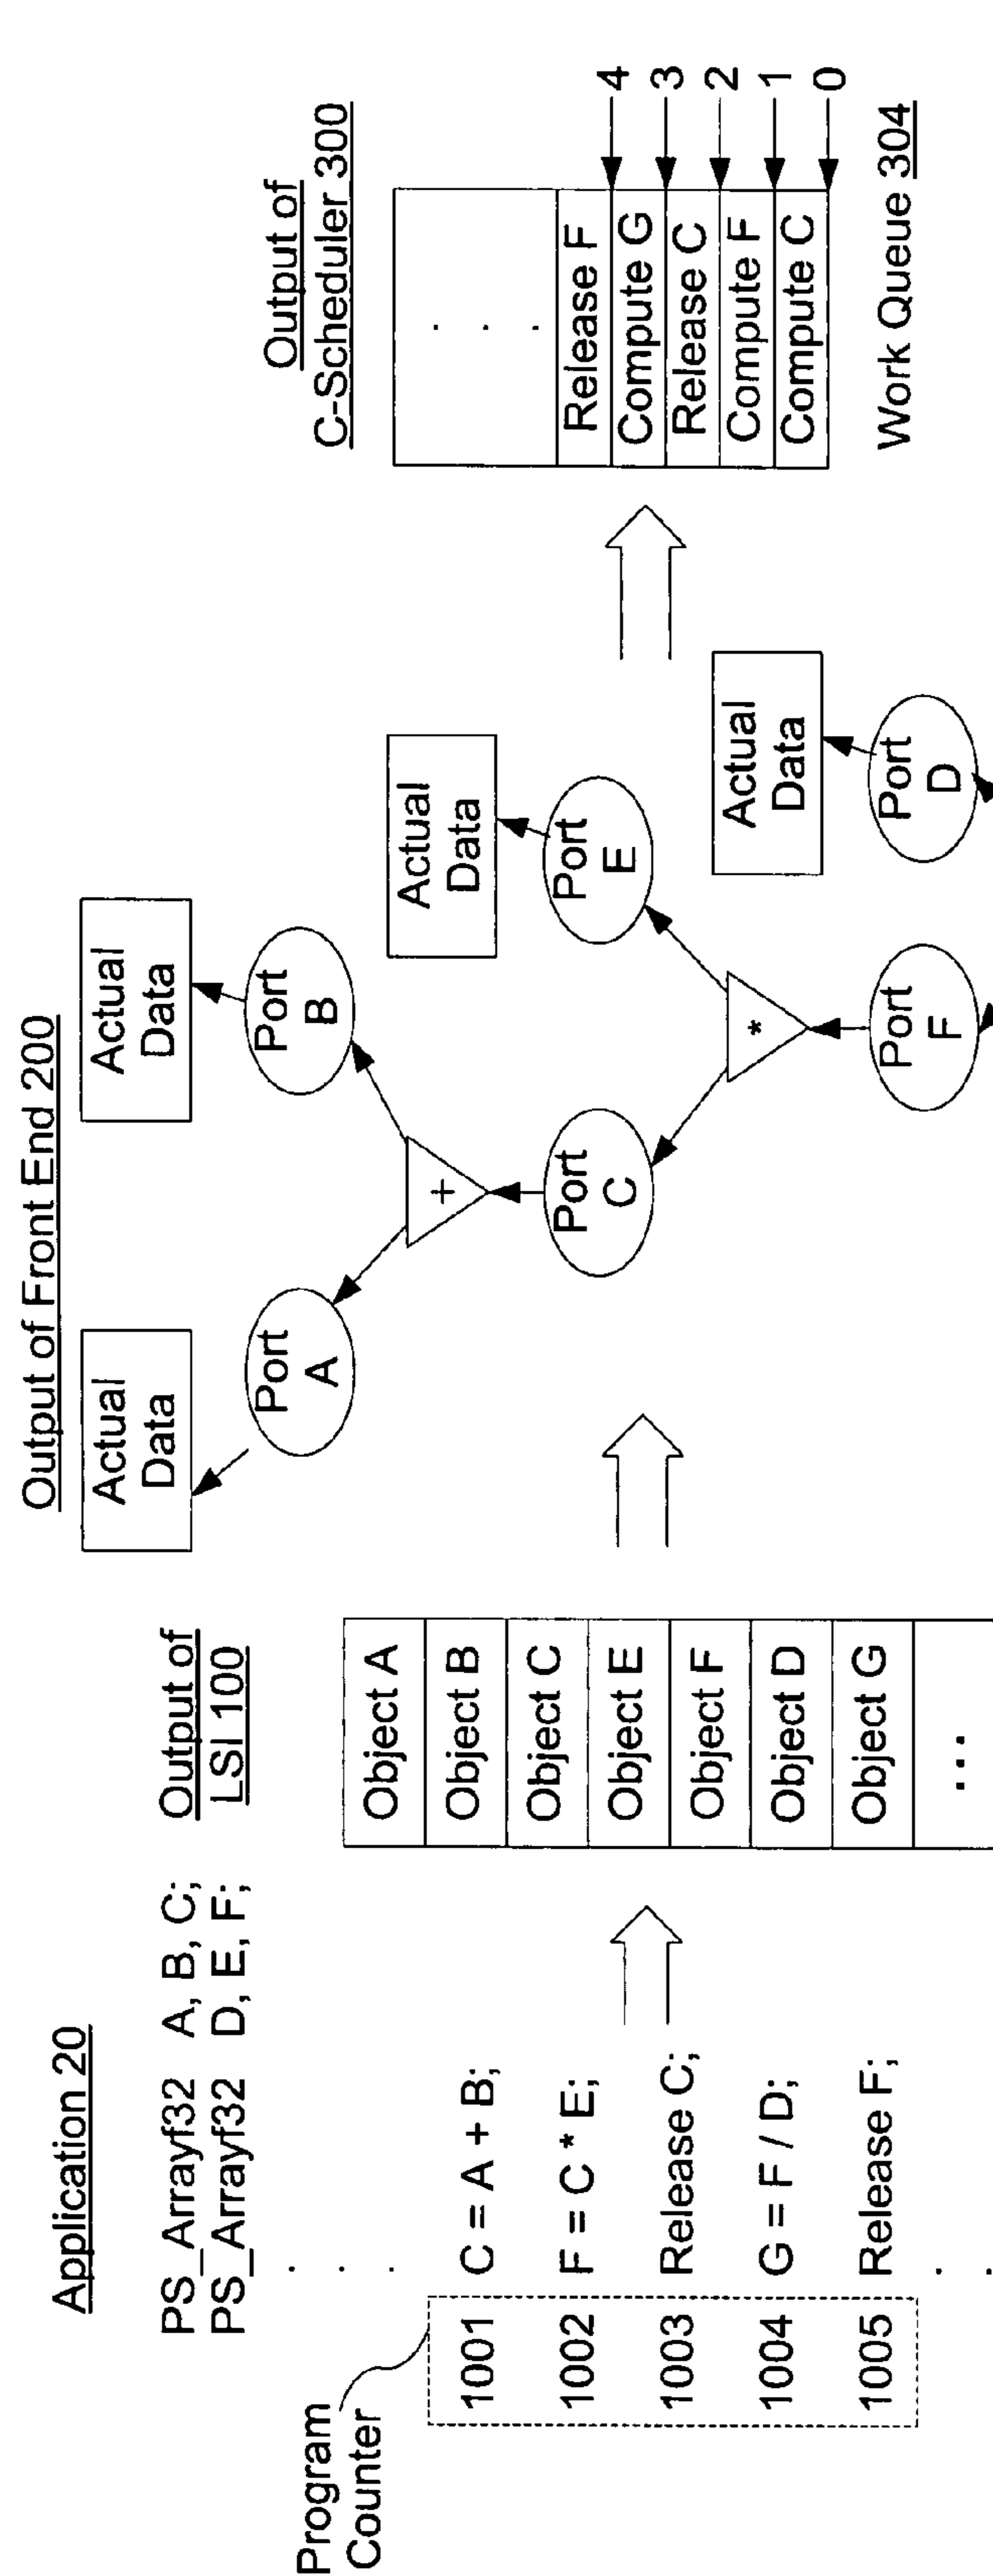 Application 20
PS_Arrayf32 A, B, C;
PS_Arrayf32 D, E, F;
.
.
.
Program
Counter
1001 C = A + B;
1002 F = C * E;
1003 Release C;
1004 G = F / D;
1005 Release F;
.
.
Output of
LSI 100
Object A
Object B
Object C
Object E
Object F
Object D
Object G
...
Output of Front End 200
Actual
Data
Actual
Data
Port
A
Port
B
+
Actual
Data
Port
C
Port
E
*
Actual
Data
Port
F
Port
D
Output of
C-Scheduler 300
.
.
.
Release F
Compute G
Release C
Compute F
Compute C
4
3
2
1
0
Work Queue 304